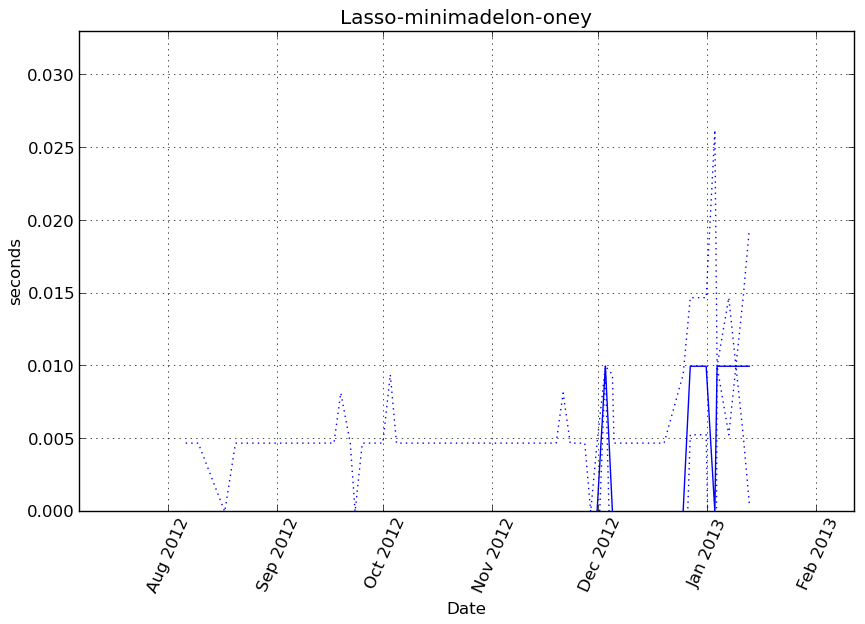 Lasso-minimadelon-oney
0.030
0.025
0.020
0.015
0.010
0.005
0.000
seconds
Aug 2012
Sep 2012
Oct 2012
Nov 2012
Dec 2012
Jan 2013
Feb 2013
Date